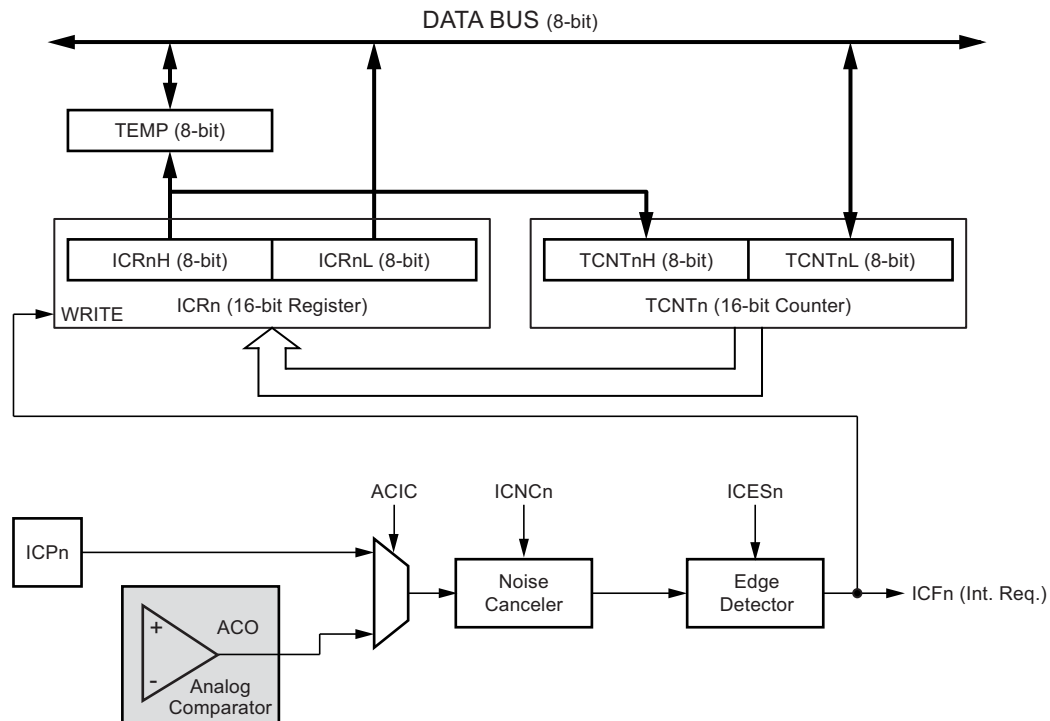 DATA BUS (8-bit)
TEMP (8-bit)
ICRnH (8-bit)
ICRnL (8-bit)
TCNTnH (8-bit)
TCNTnL (8-bit)
WRITE
ICRn (16-bit Register)
TCNTn (16-bit Counter)
ACIC
ICNCn
ICESn
ICPn
Noise
Canceler
Edge
Detector
ICFn (Int. Req.)
+
ACO
-
Analog
Comparator